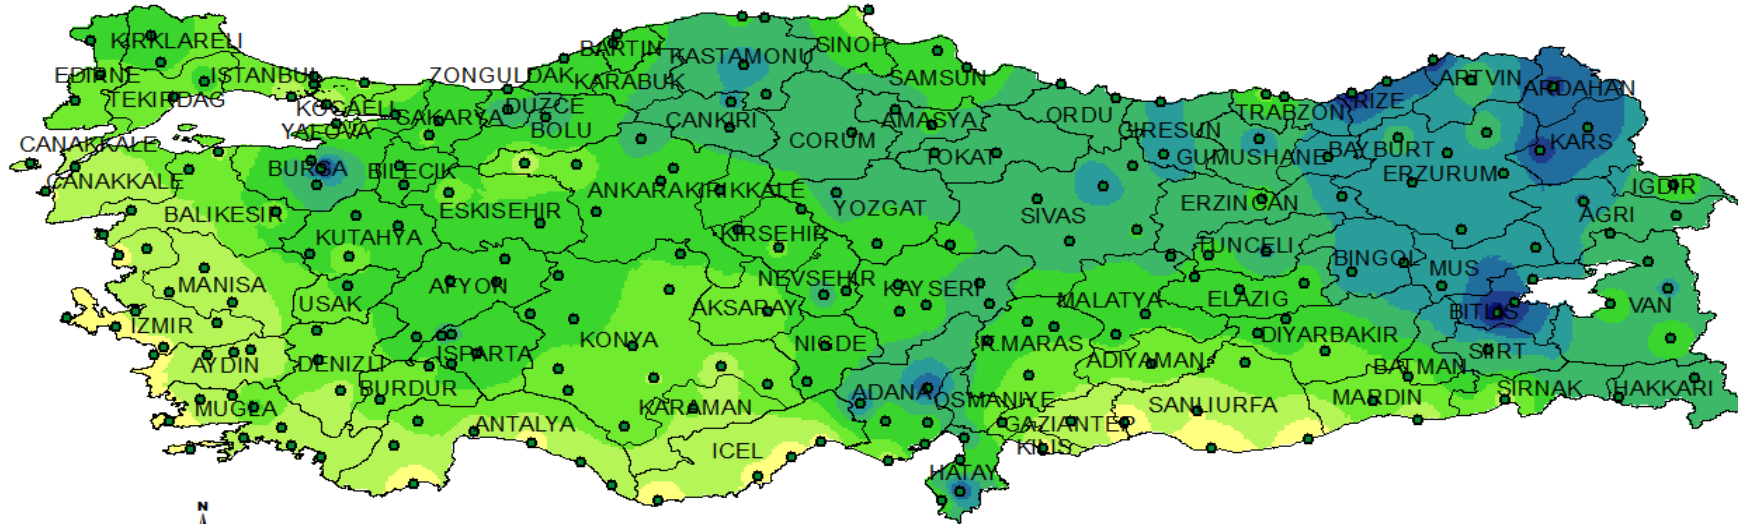 KIRKLARELI
EDIRNE
TEKIRDAG
ISTANBUL
KOCAELI
YALOVA
SAKARYA
DUZCE
BOLU
ZONGULDAK
BARTIN
KARABUK
KASTAMONU
SINOP
SAMSUN
CANKIRI
CORUM
AMASYA
TOKAT
ORDU
GIRESUN
GUMUSHANE
TRABZON
RIZE
ARTVIN
ARDAHAN
KARS
BAYBURT
ERZURUM
IGDIR
AGRI
CANAKKALE
CANAKKALE
BALIKESIR
BURSA
BILECIK
ESKISEHIR
ANKARA
KIRIKKALE
KUTAHYA
YOZGAT
SIVAS
ERZINCAN
TUNCELI
BINGOL
MUS
BITLIS
VAN
MANISA
USAK
AFYON
KIRSEHIR
NEVSEHIR
AKSARAY
KAYSERI
MALATYA
ELAZIG
DIYARBAKIR
IZMIR
AYDIN
DENIZLI
ISPARTA
BURDUR
KONYA
NIGDE
K.MARAS
ADIYAMAN
BATMAN
SIIRT
SIRNAK
HAKKARI
MUGLA
ANTALYA
KARAMAN
ICEL
ADANA
OSMANIYE
GAZIANTEP
KILIS
SANLIURFA
MARDIN
HATAY
N